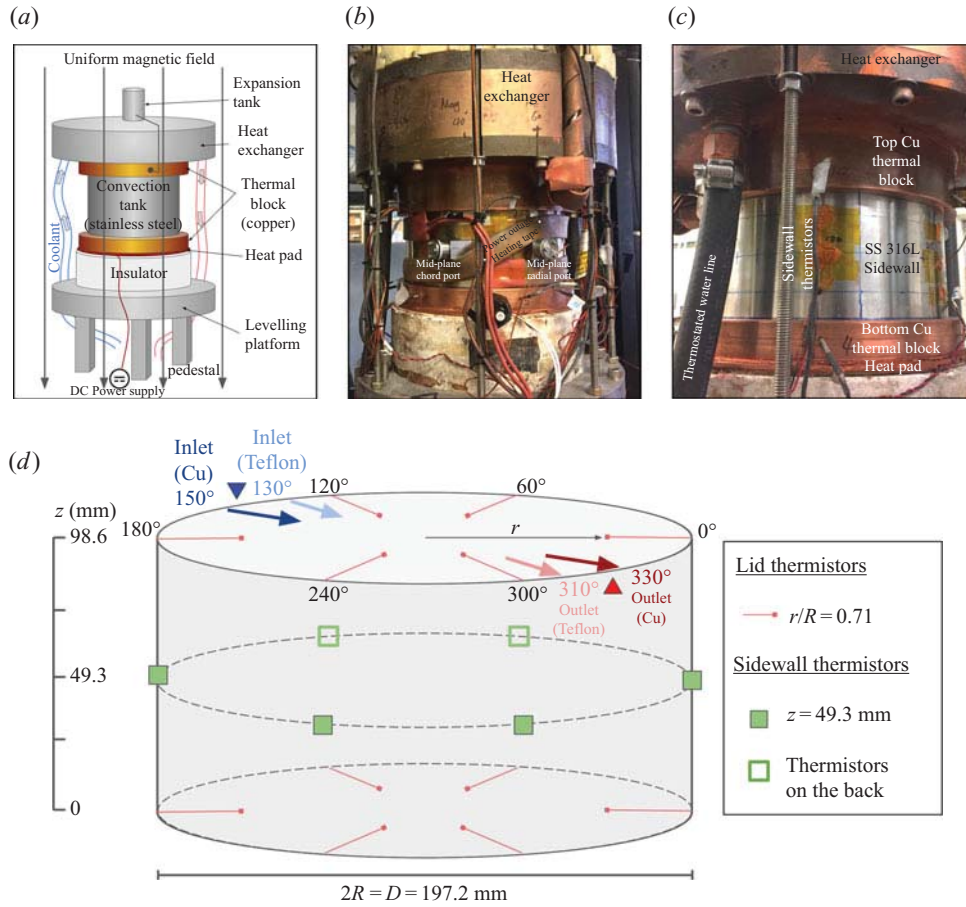 (a)
Uniform magnetic field
Expansion
tank
Heat
exchanger
Convection
tank
(stainless steel)
Thermal
block
(copper)
Coolant
Heat pad
Insulator
Levelling
platform
pedestal
DC Power supply
(b)
Heat
exchanger
Power outlag
Heating tape
Mid-plane
chord port
Mid-plane
radial port
(c)
Heat exchanger
Top Cu
thermal
block
Thermostated water line
Sidewall
thermistors
SS 316L
Sidewall
Bottom Cu
thermal block
Heat pad
(d)
Inlet
(Cu)
150°
Inlet
(Teflon)
130°
120°
60°
z (mm)
180°
98.6
r
0°
240°
300°
310°
Outlet
(Teflon)
330°
Outlet
(Cu)
49.3
0
2R = D = 197.2 mm
Lid thermistors
r/R = 0.71
Sidewall thermistors
z = 49.3 mm
Thermistors
on the back